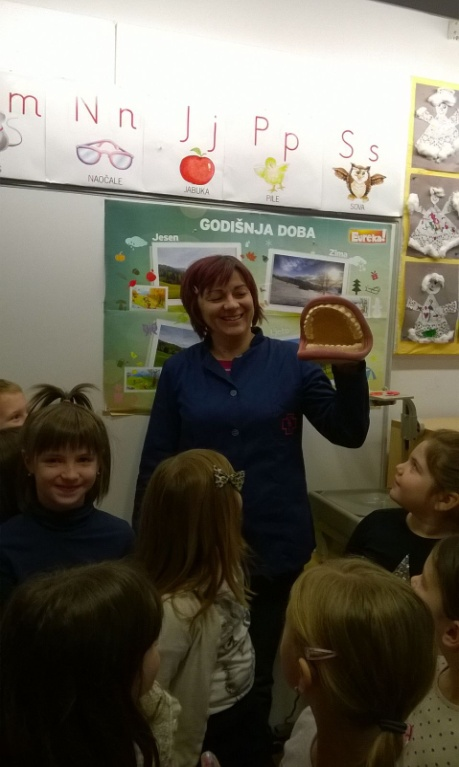 m N n J j P p S s
NAOČALE JABUKA PILE SOVA
GODIŠNJA DOBA
Eureka!
Jesen Zima